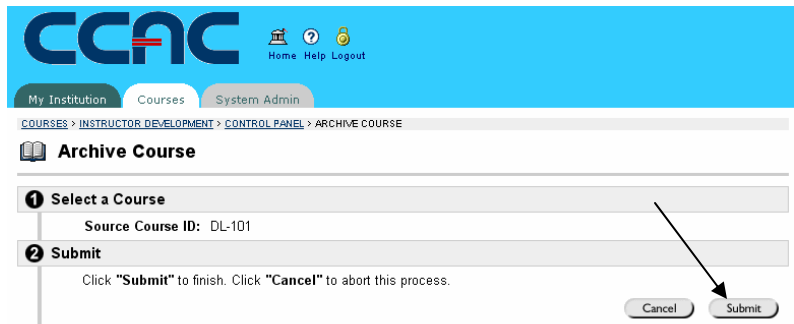 CCAC
Home Help Logout
My Institution Courses System Admin
COURSES > INSTRUCTOR DEVELOPMENT > CONTROL PANEL > ARCHIVE COURSE
Archive Course
1 Select a Course
Source Course ID: DL-101
2 Submit
Click "Submit" to finish. Click "Cancel" to abort this process.
Cancel Submit